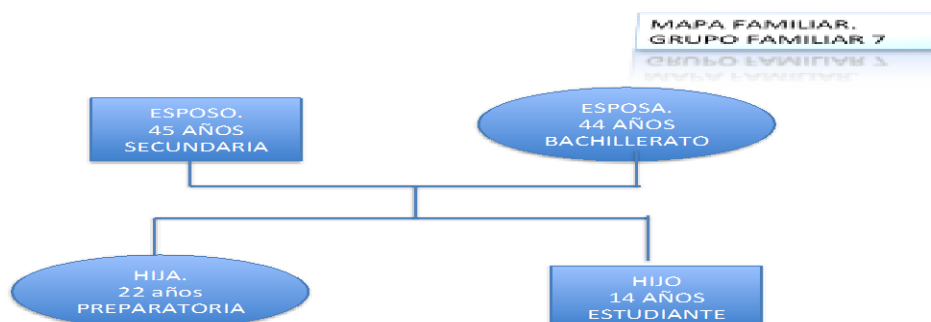 MAPA FAMILIAR.
GRUPO FAMILIAR 7
ESPOSO.
45 AÑOS
SECUNDARIA
ESPOSA.
44 AÑOS
BACHILLERATO
HIJA.
22 años
PREPARATORIA
HIJO
14 AÑOS
ESTUDIANTE